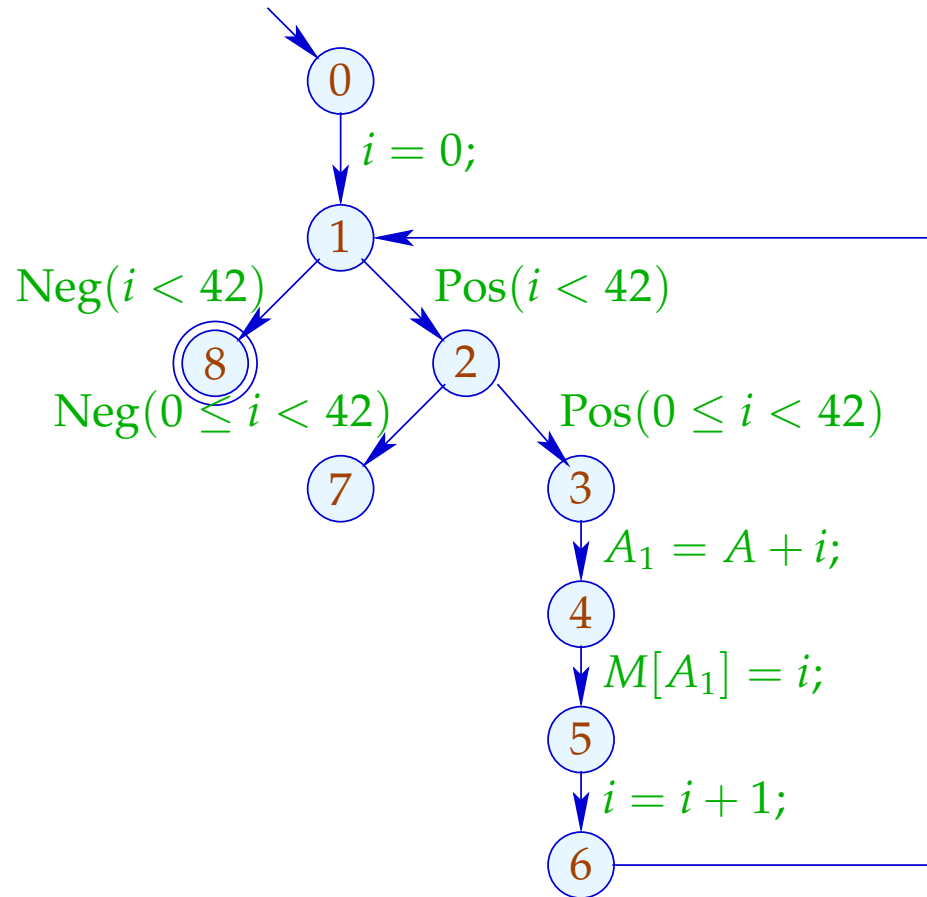 0
i = 0;
1
Neg(i < 42) Pos(i < 42)
8 2
Neg(0 ≤ i < 42) Pos(0 ≤ i < 42)
7 3
A₁ = A + i;
4
M[A₁] = i;
5
i = i + 1;
6